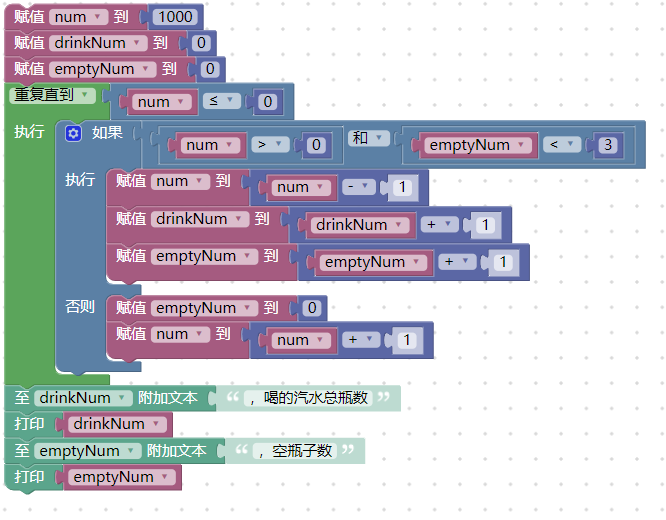 赋值 num 到 1000
赋值 drinkNum 到 0
赋值 emptyNum 到 0
重复直到 num ≤ 0
执行 如果 num > 0 和 emptyNum < 3
执行 赋值 num 到 num - 1
赋值 drinkNum 到 drinkNum + 1
赋值 emptyNum 到 emptyNum + 1
否则 赋值 emptyNum 到 0
赋值 num 到 num + 1
至 drinkNum 附加文本 “ ，喝的汽水总瓶数 ”
打印 drinkNum
至 emptyNum 附加文本 “ ，空瓶子数 ”
打印 emptyNum